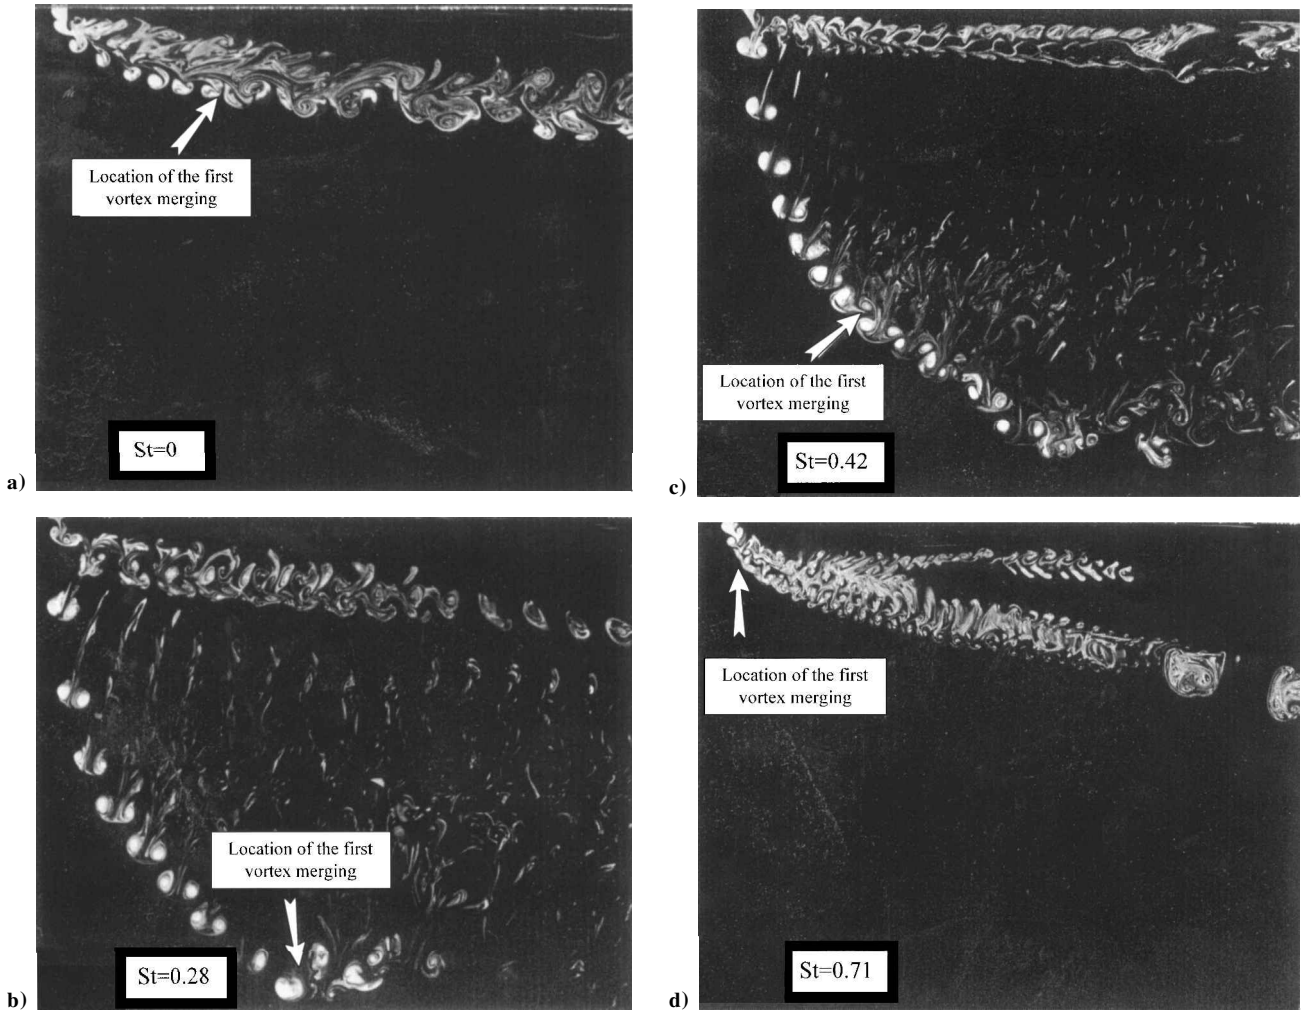 Location of the first
vortex merging
St=0
a)
Location of the first
vortex merging
St=0.28
b)
Location of the first
vortex merging
St=0.42
c)
Location of the first
vortex merging
St=0.71
d)